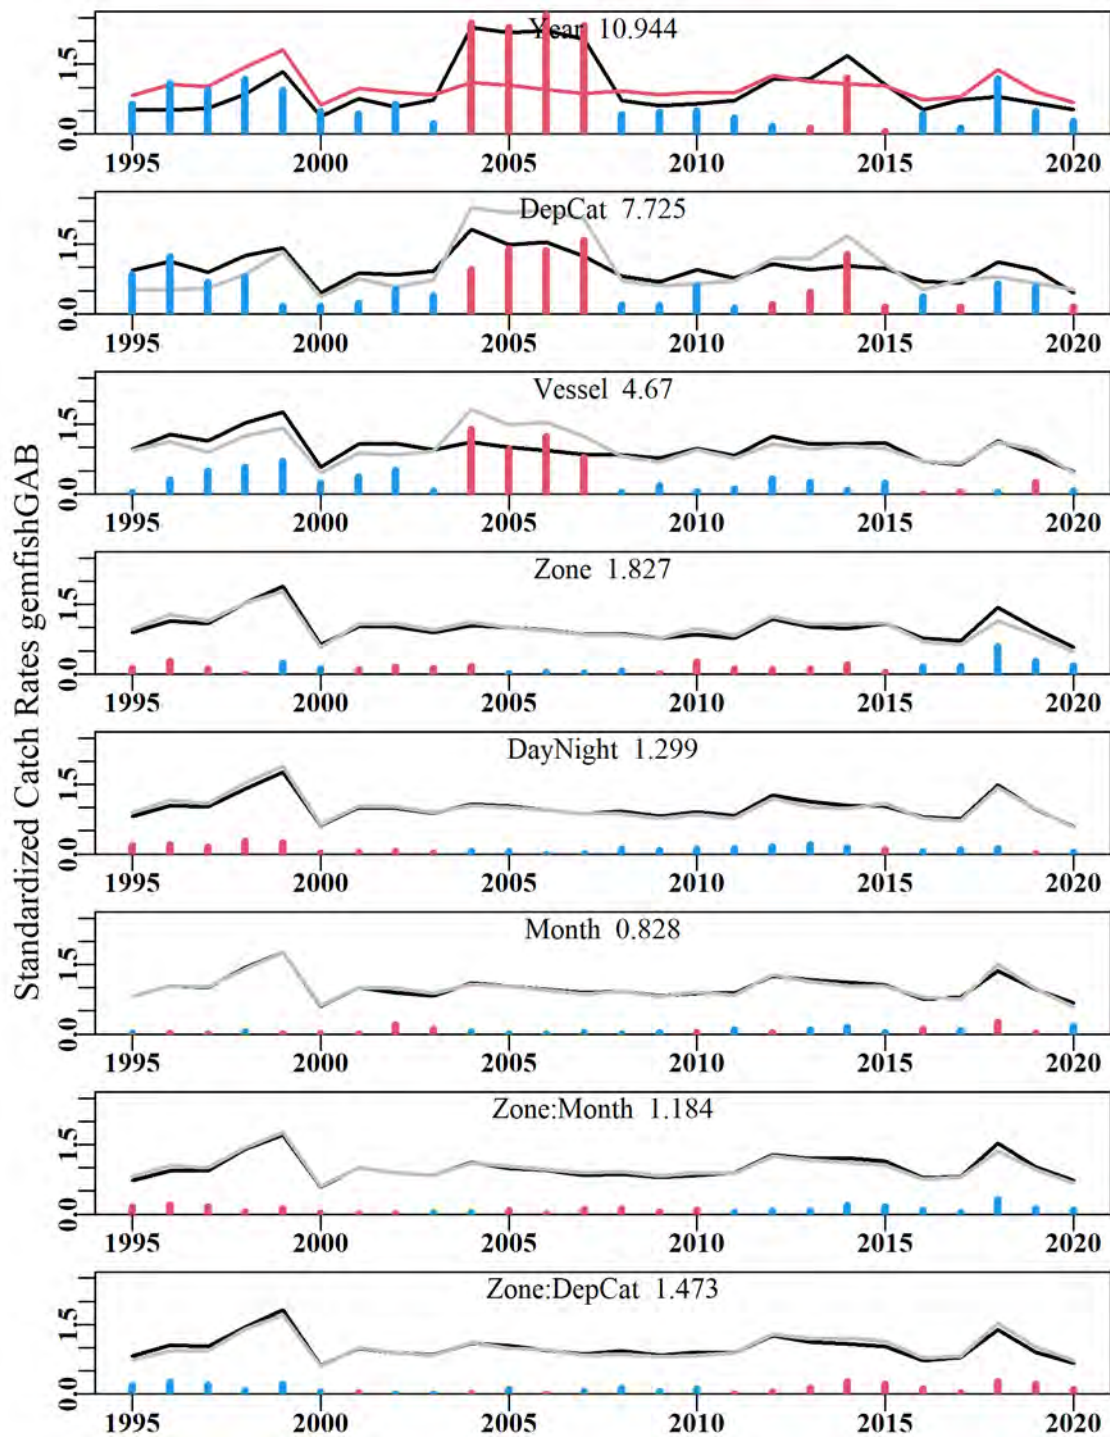 Standardized Catch Rates gemfishGAB
Year 10.944
0.0 1.5
1995 2000 2005 2010 2015 2020
DepCat 7.725
0.0 1.5
1995 2000 2005 2010 2015 2020
Vessel 4.67
0.0 1.5
1995 2000 2005 2010 2015 2020
Zone 1.827
0.0 1.5
1995 2000 2005 2010 2015 2020
DayNight 1.299
0.0 1.5
1995 2000 2005 2010 2015 2020
Month 0.828
0.0 1.5
1995 2000 2005 2010 2015 2020
Zone:Month 1.184
0.0 1.5
1995 2000 2005 2010 2015 2020
Zone:DepCat 1.473
0.0 1.5
1995 2000 2005 2010 2015 2020